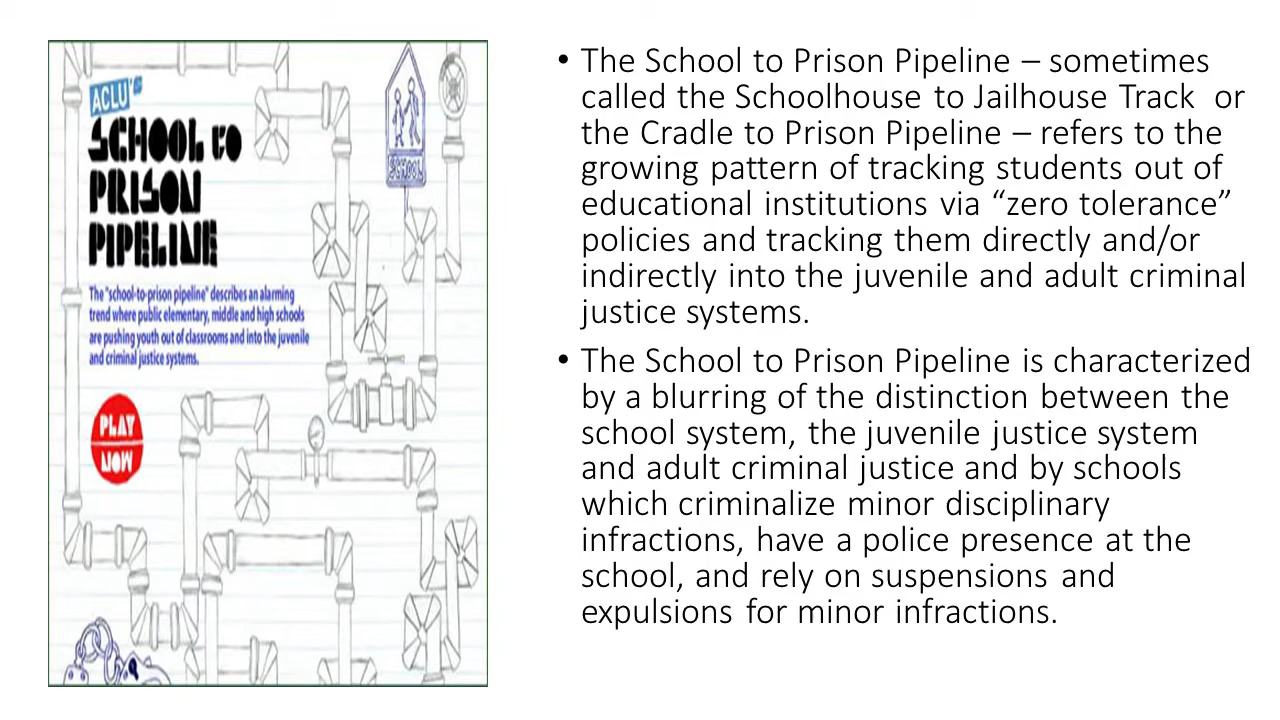 ACLU's
SCHOOL to
PRISON
PIPELINE
The "school-to-prison pipeline" describes an alarming
trend where public elementary, middle and high schools
are pushing youth out of classrooms and into the juvenile
and criminal justice systems.
PLAY
NOW
SCHOOL
• The School to Prison Pipeline – sometimes
called the Schoolhouse to Jailhouse Track or
the Cradle to Prison Pipeline – refers to the
growing pattern of tracking students out of
educational institutions via “zero tolerance”
policies and tracking them directly and/or
indirectly into the juvenile and adult criminal
justice systems.
• The School to Prison Pipeline is characterized
by a blurring of the distinction between the
school system, the juvenile justice system
and adult criminal justice and by schools
which criminalize minor disciplinary
infractions, have a police presence at the
school, and rely on suspensions and
expulsions for minor infractions.